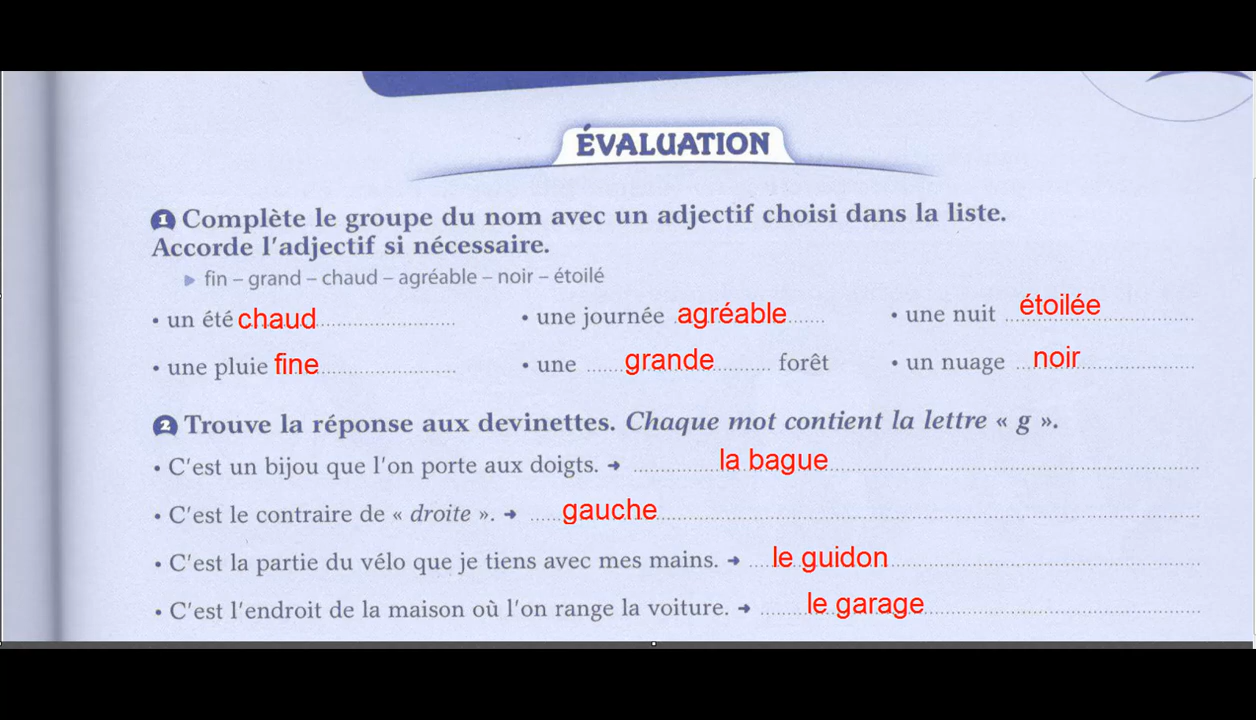 ÉVALUATION
1 Complète le groupe du nom avec un adjectif choisi dans la liste.
Accorde l'adjectif si nécessaire.
fin – grand – chaud – agréable – noir – étoilé
• un été chaud • une journée agréable • une nuit étoilée
• une pluie fine • une grande forêt • un nuage noir
2 Trouve la réponse aux devinettes. Chaque mot contient la lettre « g ».
• C'est un bijou que l'on porte aux doigts. → la bague
• C'est le contraire de « droite ». → gauche
• C'est la partie du vélo que je tiens avec mes mains. → le guidon
• C'est l'endroit de la maison où l'on range la voiture. → le garage